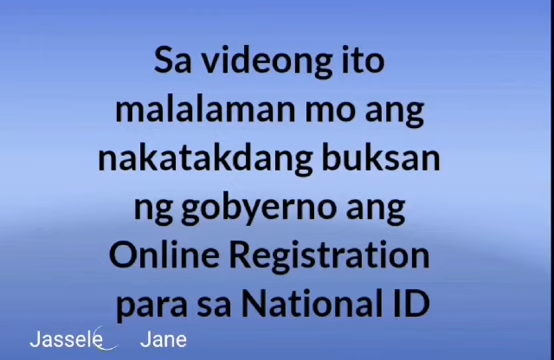 Sa videong ito
malalaman mo ang
nakatakdang buksan
ng gobyerno ang
Online Registration
para sa National ID
Jassele Jane